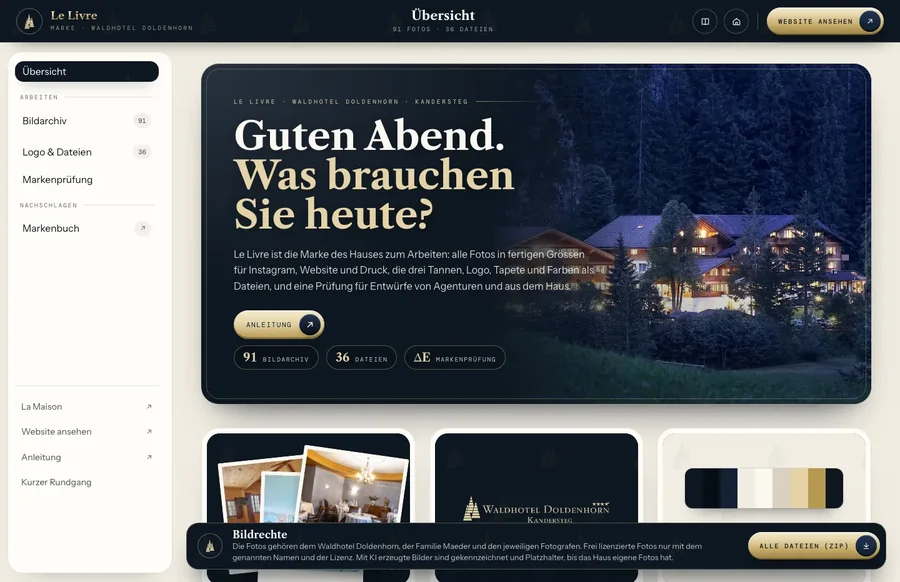 Le Livre
MARKE · WALDHOTEL DOLDENHORN
Übersicht
91 FOTOS · 36 DATEIEN
WEBSITE ANSEHEN
Übersicht
ARBEITEN
Bildarchiv 91
Logo & Dateien 36
Markenprüfung
NACHSCHLAGEN
Markenbuch
La Maison
Website ansehen
Anleitung
Kurzer Rundgang
LE LIVRE · WALDHOTEL DOLDENHORN · KANDERSTEG
Guten Abend.
Was brauchen
Sie heute?
Le Livre ist die Marke des Hauses zum Arbeiten: alle Fotos in fertigen Grössen
für Instagram, Website und Druck, die drei Tannen, Logo, Tapete und Farben als
Dateien, und eine Prüfung für Entwürfe von Agenturen und aus dem Haus.
ANLEITUNG
91 BILDARCHIV
36 DATEIEN
ΔE MARKENPRÜFUNG
WALDHOTEL DOLDENHORN
KANDERSTEG
Bildrechte
Die Fotos gehören dem Waldhotel Doldenhorn, der Familie Maeder und den jeweiligen Fotografen. Frei lizenzierte Fotos nur mit dem
genannten Namen und der Lizenz. Mit KI erzeugte Bilder sind gekennzeichnet und Platzhalter, bis das Haus eigene Fotos hat.
ALLE DATEIEN (ZIP)